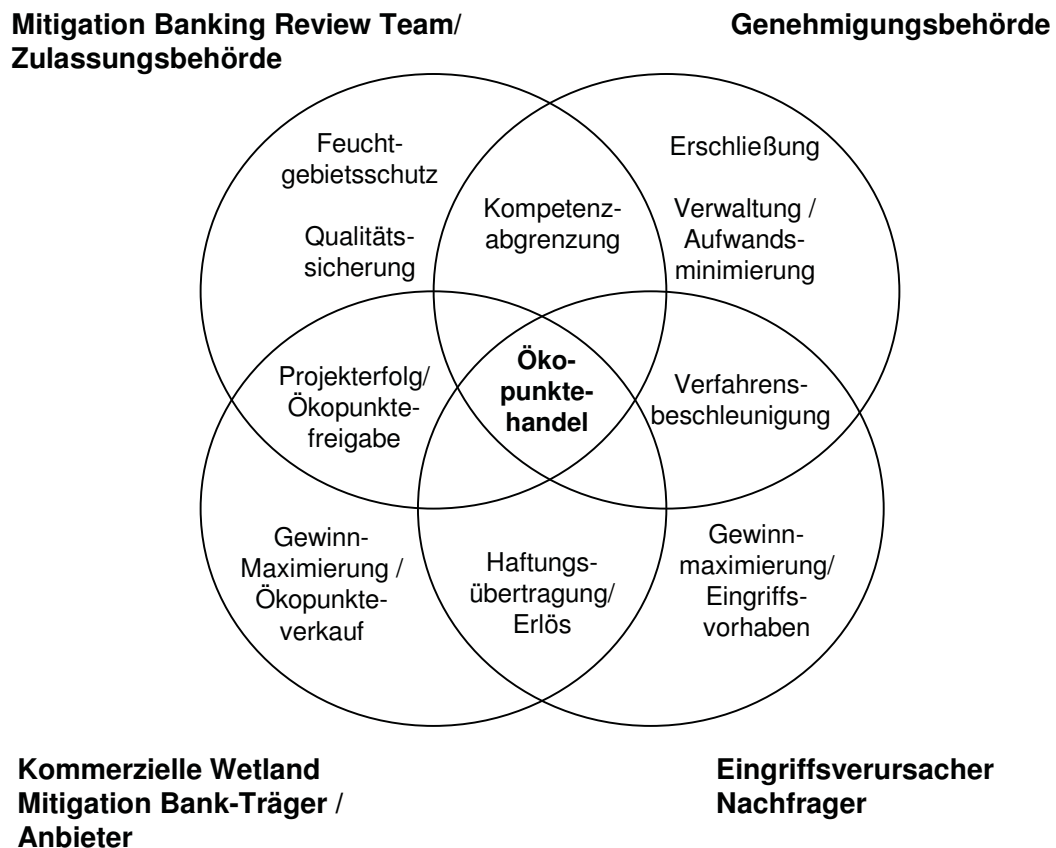 Mitigation Banking Review Team/
Zulassungsbehörde
Genehmigungsbehörde
Feucht-
gebietsschutz
Qualitäts-
sicherung
Kompetenz-
abgrenzung
Erschließung
Verwaltung /
Aufwands-
minimierung
Projekterfolg/
Ökopunkte-
freigabe
Öko-
punkte-
handel
Verfahrens-
beschleunigung
Gewinn-
Maximierung /
Ökopunkte-
verkauf
Haftungs-
übertragung/
Erlös
Gewinn-
maximierung/
Eingriffs-
vorhaben
Kommerzielle Wetland
Mitigation Bank-Träger /
Anbieter
Eingriffsverursacher
Nachfrager